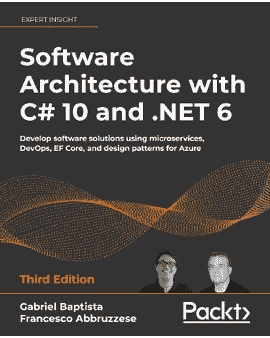 EXPERT INSIGHT
Software
Architecture with
C# 10 and .NET 6
Develop software solutions using microservices,
DevOps, EF Core, and design patterns for Azure
Third Edition
Gabriel Baptista
Francesco Abbruzzese
Packt>